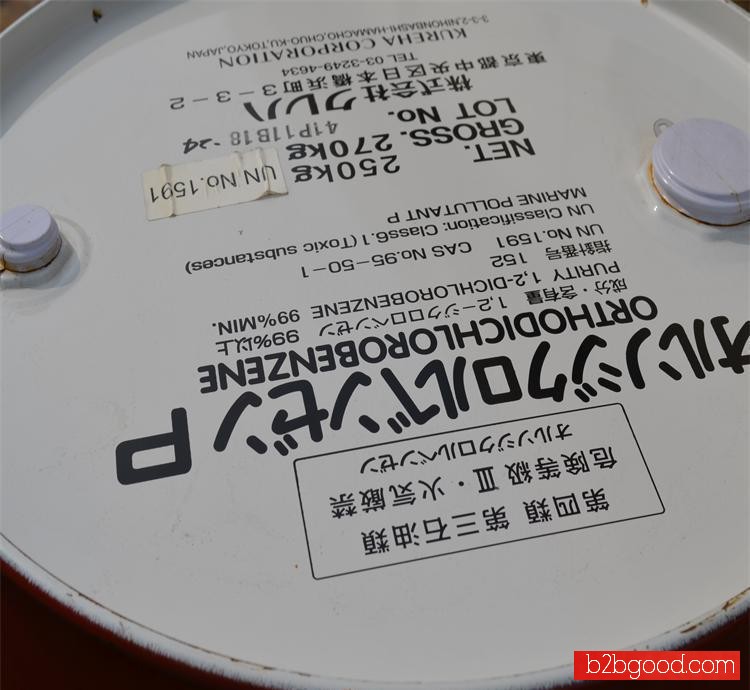 第四類 第三石油類
危険等級 Ⅲ・火気厳禁
オルソジクロルベンゼン
オルソジクロルベンゼン P
ORTHODICHLOROBENZENE
成分・含有量 1,2－ジクロロベンゼン 99%以上
PURITY 1,2-DICHLOROBENZENE 99%MIN.
指針番号 152
UN No.1591 CAS No.95-50-1
UN Classification: Class6.1 (Toxic substances)
MARINE POLLUTANT P
UN No.1591
NET. 250kg
GROSS. 270kg
LOT No. 41P11B18-24
株式会社クレハ
東京都中央区日本橋浜町3－3－2
TEL 03-3249-4634
KUREHA CORPORATION
3-3-2,NIHONBASHI-HAMACHO,CHUO-KU,TOKYO,JAPAN
b2bgood.com